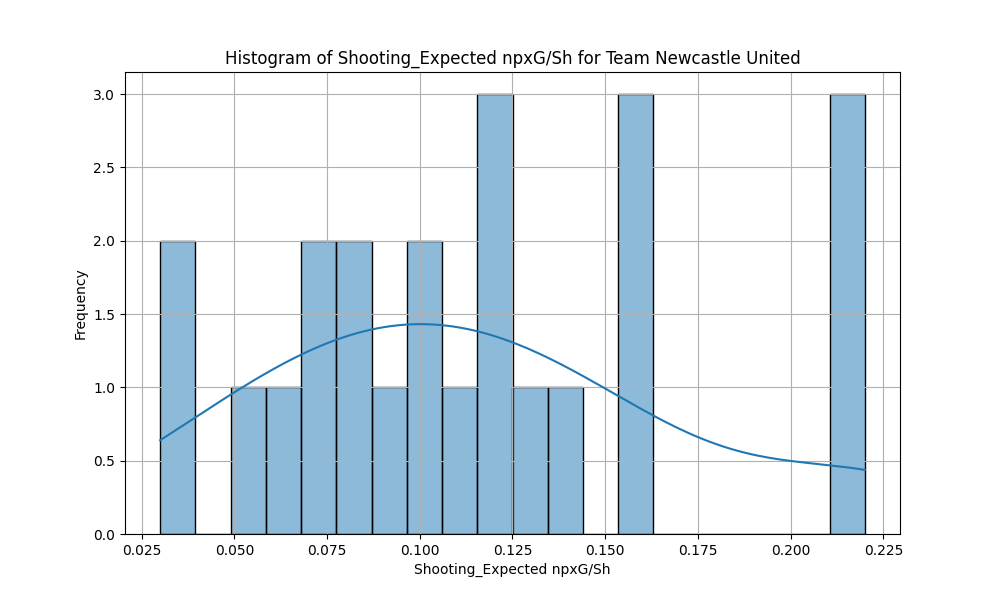 Histogram of Shooting_Expected npxG/Sh for Team Newcastle United
3.0
2.5
2.0
1.5
1.0
0.5
0.0
Frequency
0.025 0.050 0.075 0.100 0.125 0.150 0.175 0.200 0.225
Shooting_Expected npxG/Sh